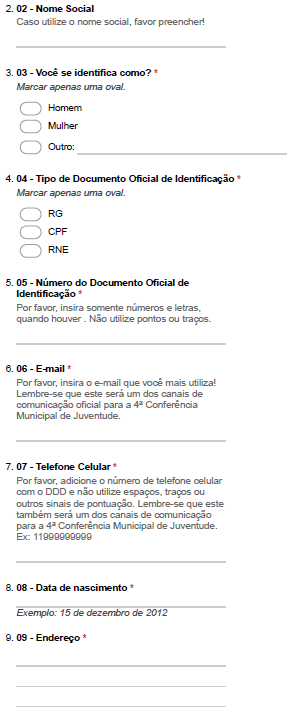 2. 02 - Nome Social
Caso utilize o nome social, favor preencher!
3. 03 - Você se identifica como? *
Marcar apenas uma oval.
Homem
Mulher
Outro:
4. 04 - Tipo de Documento Oficial de Identificação *
Marcar apenas uma oval.
RG
CPF
RNE
5. 05 - Número do Documento Oficial de
Identificação *
Por favor, insira somente números e letras,
quando houver . Não utilize pontos ou traços.
6. 06 - E-mail *
Por favor, insira o e-mail que você mais utiliza!
Lembre-se que este será um dos canais de
comunicação oficial para a 4ª Conferência
Municipal de Juventude.
7. 07 - Telefone Celular *
Por favor, adicione o número de telefone celular
com o DDD e não utilize espaços, traços ou
outros sinais de pontuação. Lembre-se que este
também será um dos canais de comunicação
para a 4ª Conferência Municipal de Juventude.
Ex: 11999999999
8. 08 - Data de nascimento *
Exemplo: 15 de dezembro de 2012
9. 09 - Endereço *